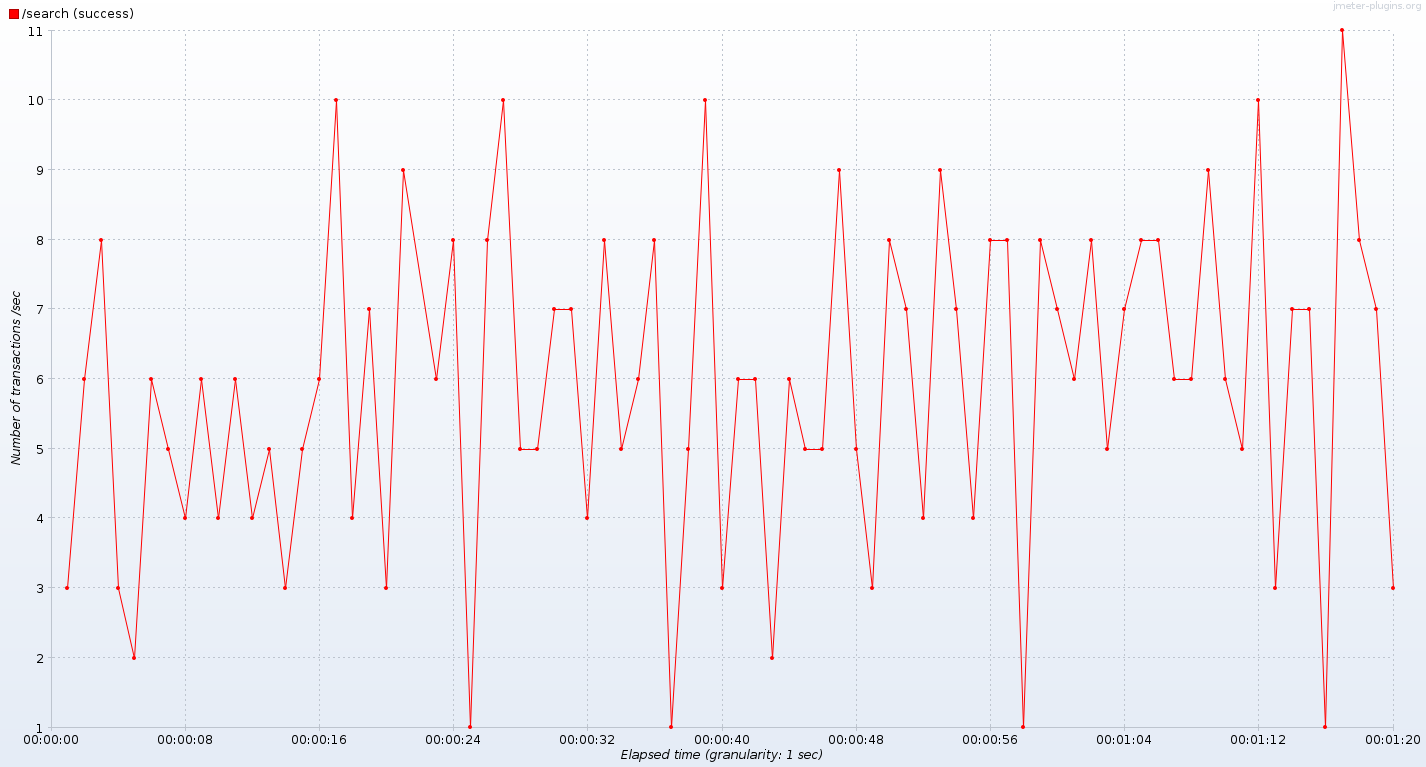 /search (success)
jmeter-plugins.org
11
10
9
8
7
6
5
4
3
2
1
Number of transactions /sec
00:00:00 00:00:08 00:00:16 00:00:24 00:00:32 00:00:40 00:00:48 00:00:56 00:01:04 00:01:12 00:01:20
Elapsed time (granularity: 1 sec)